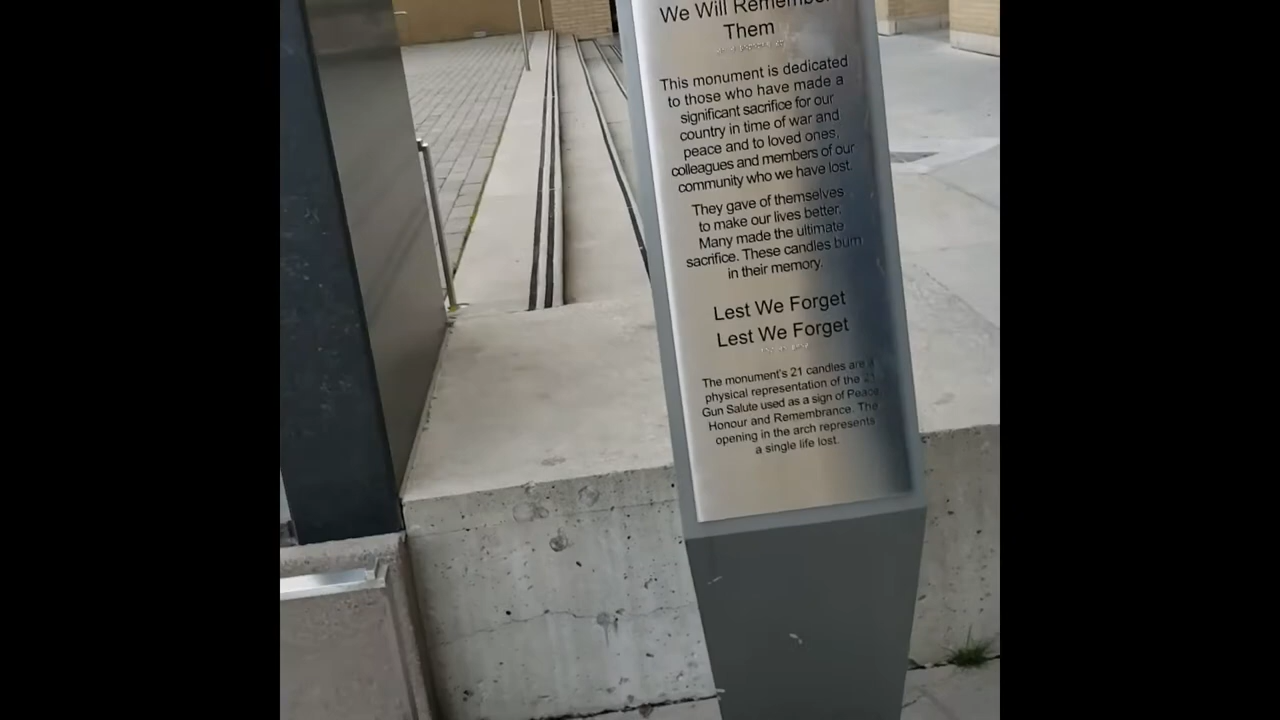 We Will Remember
Them
This monument is dedicated
to those who have made a
significant sacrifice for our
country in time of war and
peace and to loved ones,
colleagues and members of our
community who we have lost.
They gave of themselves
to make our lives better.
Many made the ultimate
sacrifice. These candles burn
in their memory.
Lest We Forget
Lest We Forget
The monument's 21 candles are a
physical representation of the 21
Gun Salute used as a sign of Peace
Honour and Remembrance. The
opening in the arch represents
a single life lost.